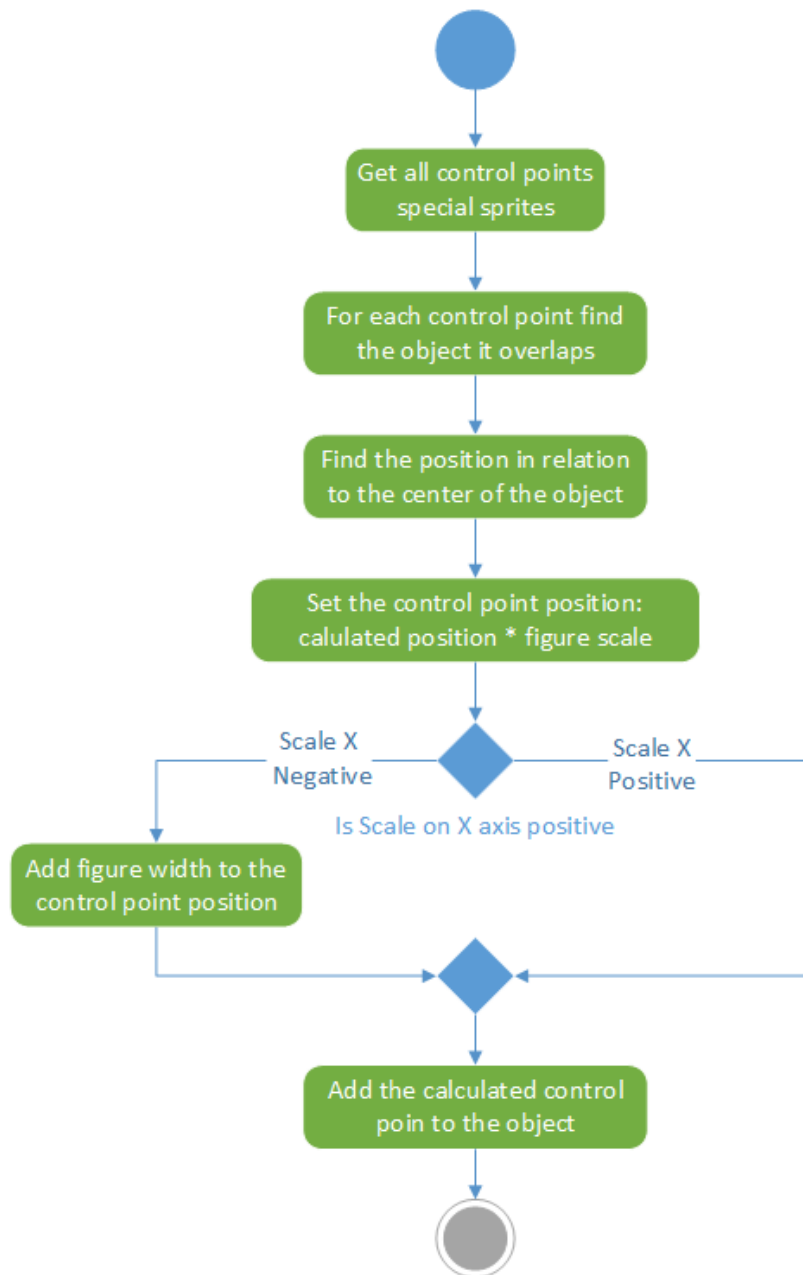 Get all control points
special sprites
For each control point find
the object it overlaps
Find the position in relation
to the center of the object
Set the control point position:
calulated position * figure scale
Scale X
Negative
Scale X
Positive
Is Scale on X axis positive
Add figure width to the
control point position
Add the calculated control
poin to the object